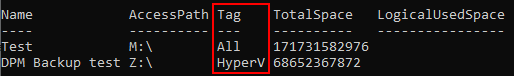 Name            AccessPath Tag    TotalSpace   LogicalUsedSpace
----            ---------- ---    ----------   ----------------
Test            M:\        All    171731582976
DPM Backup test Z:\        HyperV 68652367872